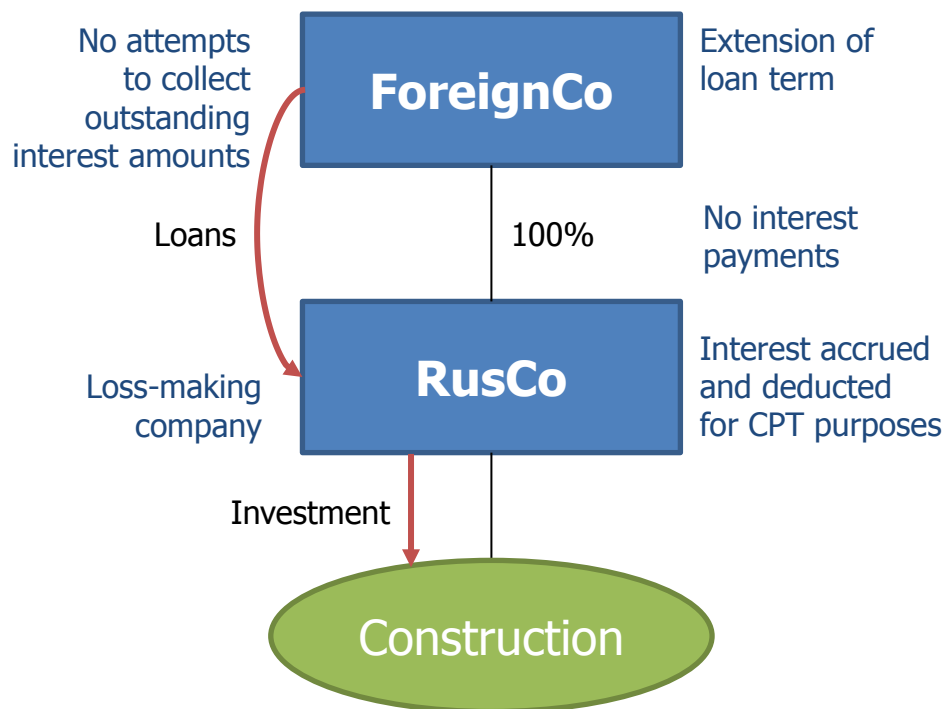 No attempts
to collect
outstanding
interest amounts
ForeignCo
Extension of
loan term
Loans
100%
No interest
payments
Loss-making
company
RusCo
Interest accrued
and deducted
for CPT purposes
Investment
Construction